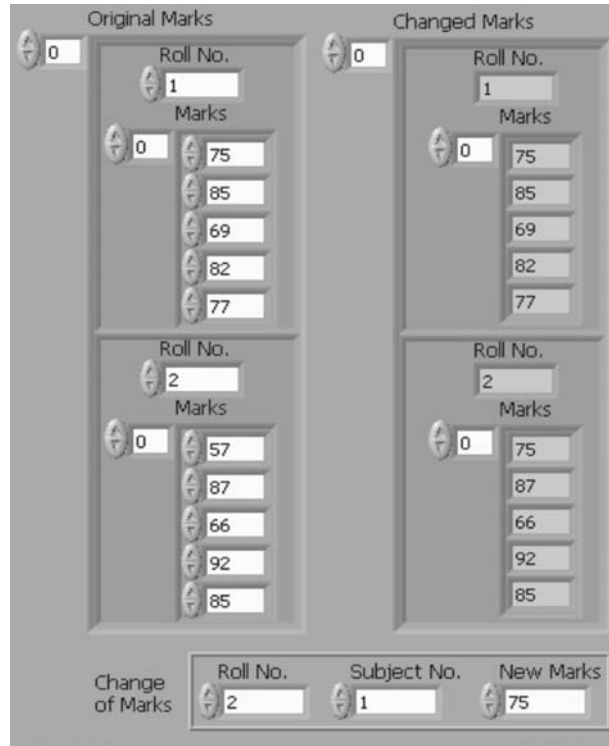 Original Marks
0
Roll No.
1
Marks
0
75
85
69
82
77
Roll No.
2
Marks
0
57
87
66
92
85
Changed Marks
0
Roll No.
1
Marks
0
75
85
69
82
77
Roll No.
2
Marks
0
75
87
66
92
85
Change
of Marks
Roll No.
2
Subject No.
1
New Marks
75